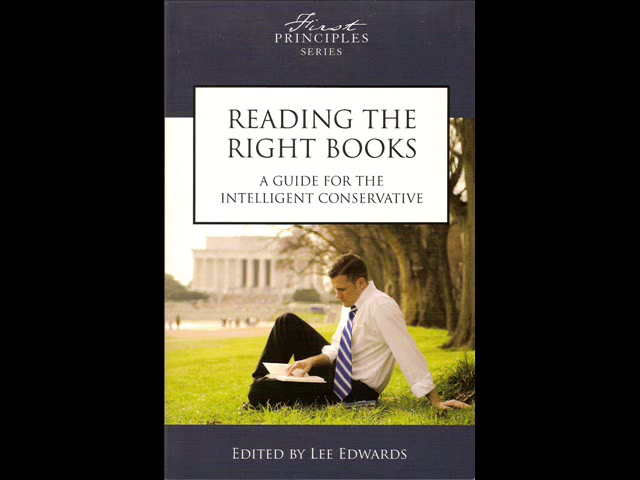 First
PRINCIPLES
SERIES
READING THE
RIGHT BOOKS
A GUIDE FOR THE
INTELLIGENT CONSERVATIVE
EDITED BY LEE EDWARDS